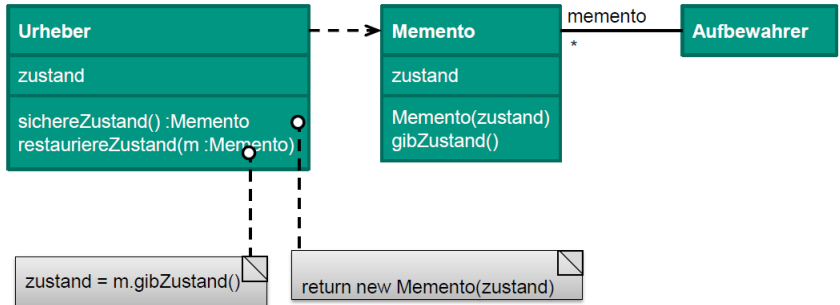 Urheber
zustand
sichereZustand() :Memento
restauriereZustand(m :Memento)
Memento
zustand
Memento(zustand)
gibZustand()
memento
*
Aufbewahrer
zustand = m.gibZustand()
return new Memento(zustand)